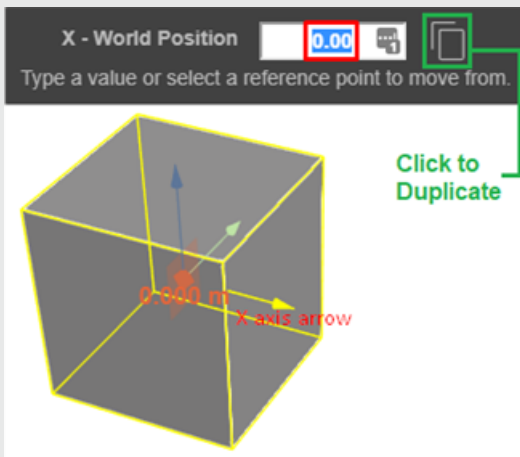 X - World Position 0.00 1
Type a value or select a reference point to move from.
Click to
Duplicate
0.000 m
X axis arrow